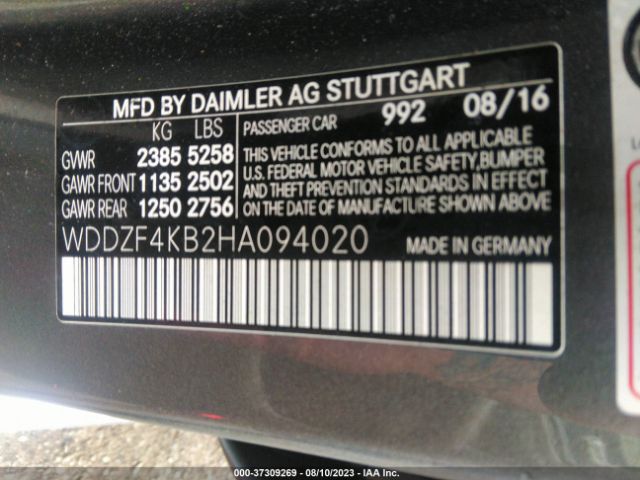 MFD BY DAIMLER AG STUTTGART
KG LBS
GVWR 2385 5258
GAWR FRONT 1135 2502
GAWR REAR 1250 2756
PASSENGER CAR 992 08/16
THIS VEHICLE CONFORMS TO ALL APPLICABLE
U.S. FEDERAL MOTOR VEHICLE SAFETY,BUMPER
AND THEFT PREVENTION STANDARDS IN EFFECT
ON THE DATE OF MANUFACTURE SHOWN ABOVE
WDDZF4KB2HA094020 MADE IN GERMANY
000-37309269 - 08/10/2023 - IAA Inc.